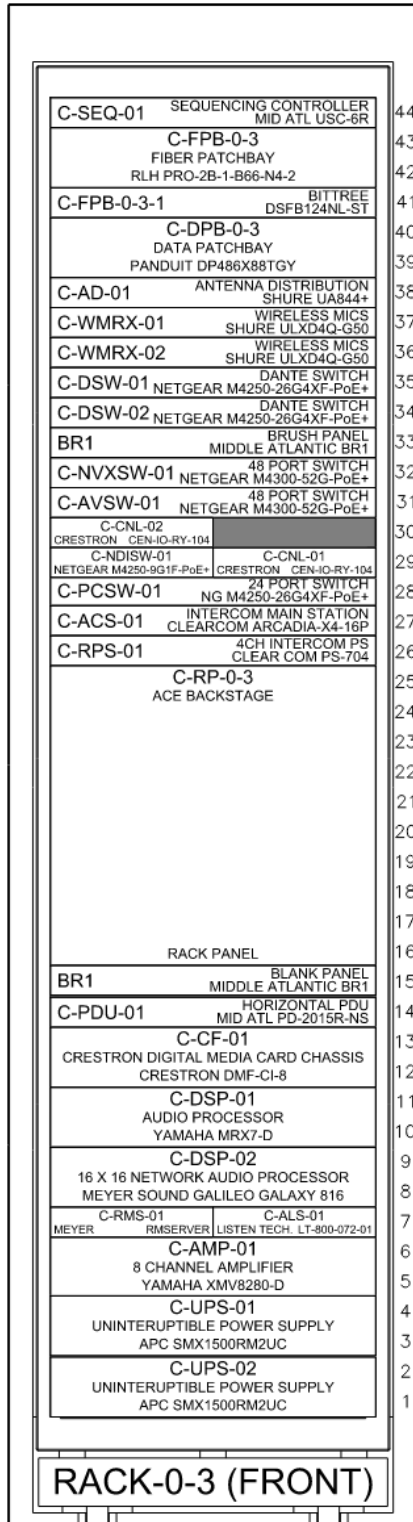 C-SEQ-01 SEQUENCING CONTROLLER 44
MID ATL USC-6R
C-FPB-0-3 43
FIBER PATCHBAY
RLH PRO-2B-1-B66-N4-2 42
C-FPB-0-3-1 BITTREE 41
DSFB124NL-ST
C-DPB-0-3 40
DATA PATCHBAY
PANDUIT DP486X88TGY 39
C-AD-01 ANTENNA DISTRIBUTION 38
SHURE UA844+
C-WMRX-01 WIRELESS MICS 37
SHURE ULXD4Q-G50
C-WMRX-02 WIRELESS MICS 36
SHURE ULXD4Q-G50
C-DSW-01 DANTE SWITCH 35
NETGEAR M4250-26G4XF-PoE+
C-DSW-02 DANTE SWITCH 34
NETGEAR M4250-26G4XF-PoE+
BR1 BRUSH PANEL 33
MIDDLE ATLANTIC BR1
C-NVXSW-01 48 PORT SWITCH 32
NETGEAR M4300-52G-PoE+
C-AVSW-01 48 PORT SWITCH 31
NETGEAR M4300-52G-PoE+
C-CNL-02 30
CRESTRON CEN-IO-RY-104
C-NDISW-01 C-CNL-01 29
NETGEAR M4250-9G1F-PoE+ CRESTRON CEN-IO-RY-104
C-PCSW-01 24 PORT SWITCH 28
NG M4250-26G4XF-PoE+
C-ACS-01 INTERCOM MAIN STATION 27
CLEARCOM ARCADIA-X4-16P
C-RPS-01 4CH INTERCOM PS 26
CLEAR COM PS-704
C-RP-0-3 25
ACE BACKSTAGE
24
23
22
21
20
19
18
17
RACK PANEL 16
BR1 BLANK PANEL 15
MIDDLE ATLANTIC BR1
C-PDU-01 HORIZONTAL PDU 14
MID ATL PD-2015R-NS
C-CF-01 13
CRESTRON DIGITAL MEDIA CARD CHASSIS
CRESTRON DMF-CI-8 12
C-DSP-01 11
AUDIO PROCESSOR
YAMAHA MRX7-D 10
C-DSP-02 9
16 X 16 NETWORK AUDIO PROCESSOR
MEYER SOUND GALILEO GALAXY 816 8
C-RMS-01 C-ALS-01 7
MEYER RMSERVER LISTEN TECH. LT-800-072-01
C-AMP-01 6
8 CHANNEL AMPLIFIER
YAMAHA XMV8280-D 5
C-UPS-01 4
UNINTERUPTIBLE POWER SUPPLY
APC SMX1500RM2UC 3
C-UPS-02 2
UNINTERUPTIBLE POWER SUPPLY
APC SMX1500RM2UC 1
RACK-0-3 (FRONT)